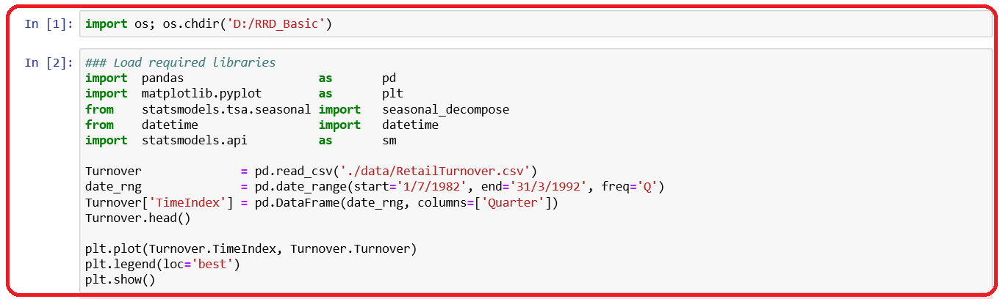 In [1]: import os; os.chdir('D:/RRD_Basic')
In [2]: ### Load required libraries
import  pandas                   as       pd
import  matplotlib.pyplot        as       plt
from    statsmodels.tsa.seasonal import   seasonal_decompose
from    datetime                 import   datetime
import  statsmodels.api          as       sm
Turnover              = pd.read_csv('./data/RetailTurnover.csv')
date_rng              = pd.date_range(start='1/7/1982', end='31/3/1992', freq='Q')
Turnover['TimeIndex'] = pd.DataFrame(date_rng, columns=['Quarter'])
Turnover.head()
plt.plot(Turnover.TimeIndex, Turnover.Turnover)
plt.legend(loc='best')
plt.show()